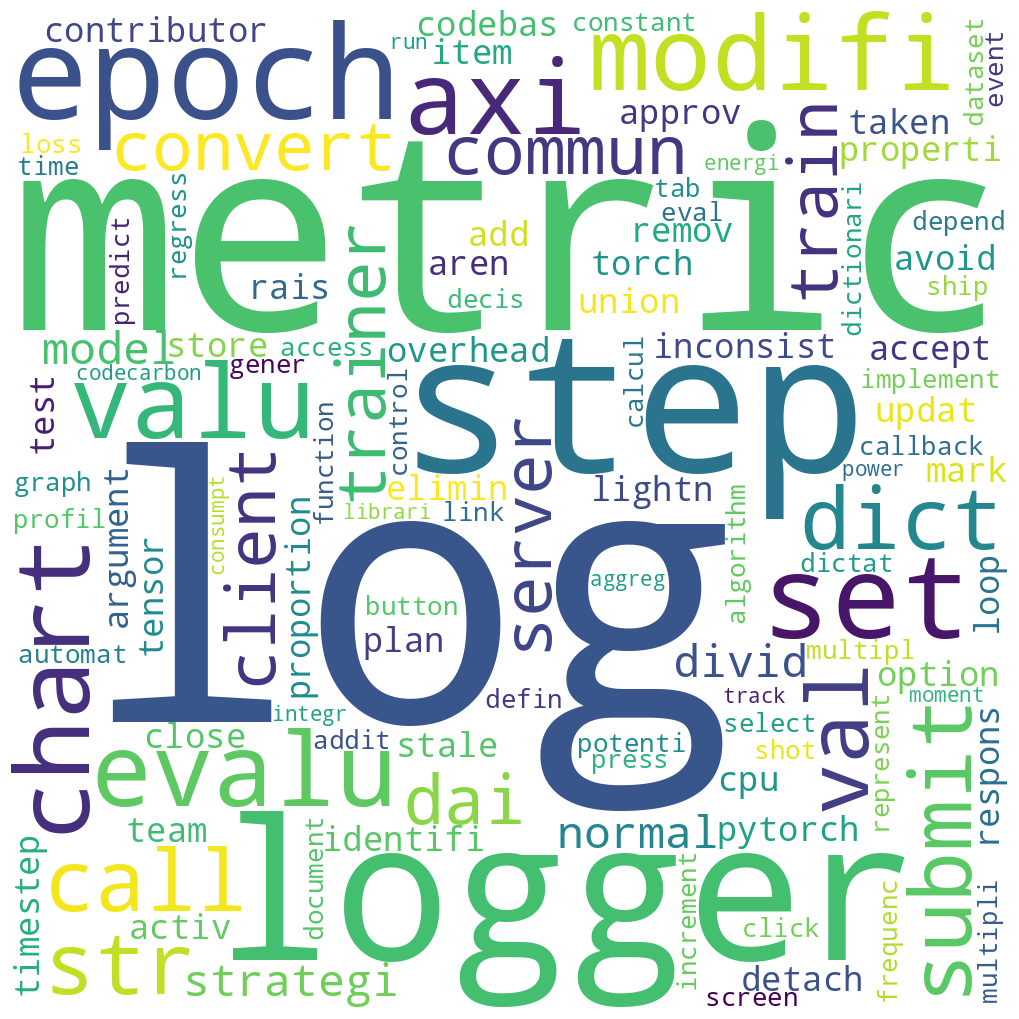 contributor
run
codebas
constant
item
epoch
axi
modifi
dataset
event
approv
taken
loss
time
convert
commun
energi
train
properti
metric
predict
regress
rais
trainer
add
aren
decis
tab
eval
remov
torch
union
dictionari
depend
avoid
ship
model
store
access
codecarbon
gener
overhead
inconsist
accept
test
valu
step
calcul
implement
updat
callback
power
mark
graph
profil
argument
tensor
client
consumpt
proportion
function
control
elimin
librari
link
server
lightn
algorithm
dict
dictat
loop
set
chart
log
aggreg
button
plan
automat
integr
defin
divid
multipl
option
moment
track
select
shot
val
represent
submit
respons
close
addit
stale
potenti
press
cpu
evalu
dai
normal
pytorch
team
identifi
document
call
logger
timestep
activ
str
strategi
increment
click
detach
screen
frequenc
multipli